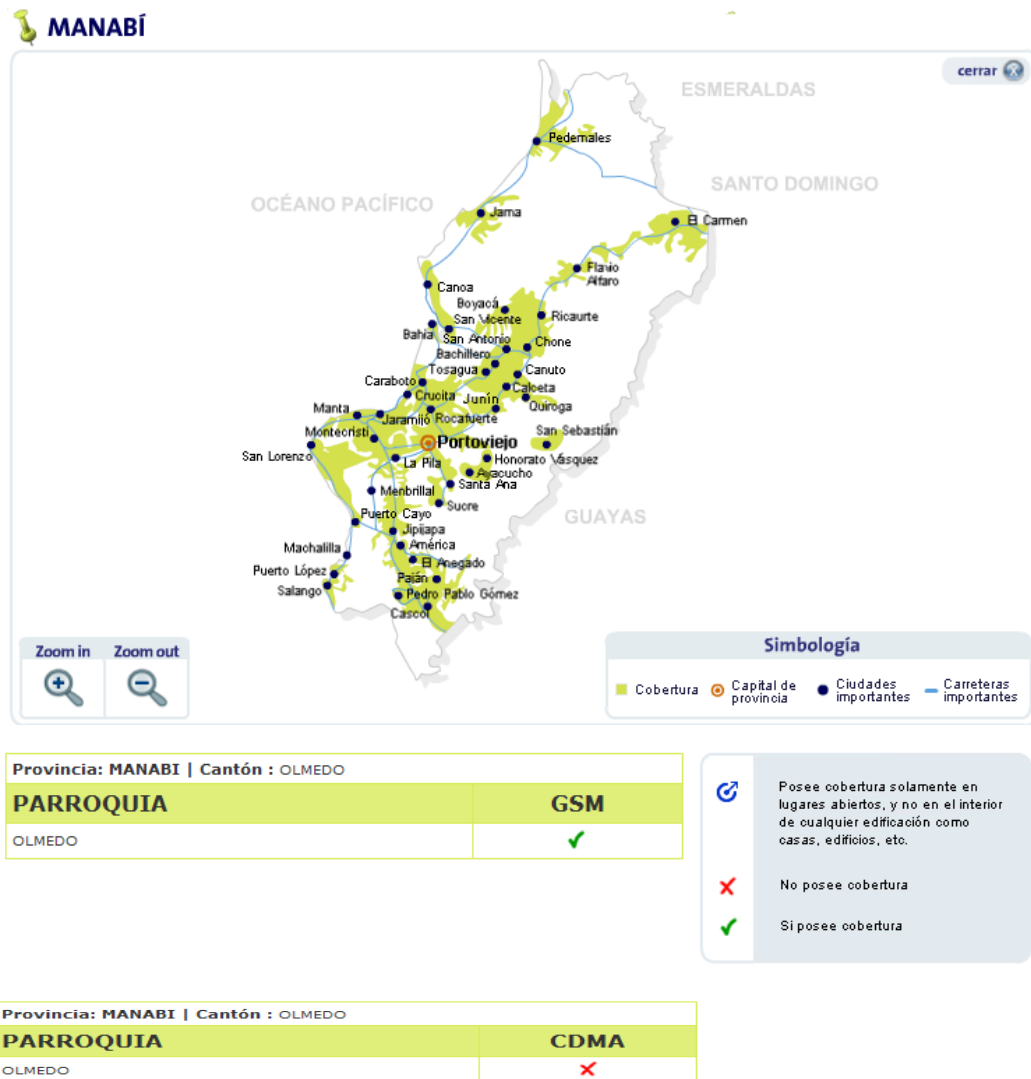 MANABÍ
cerrar
ESMERALDAS
Pedernales
SANTO DOMINGO
OCÉANO PACÍFICO
Jama
El Carmen
Flavio
Alfaro
Canoa
Boyacá
San Vicente
Ricaurte
Bahia
San Antonio
Chone
Bachillero
Tosagua
Canuto
Caraboto
Calceta
Crucita
Junín
Quiroga
Manta
Jaramijó
Rocafuerte
Montecristi
San Sebastián
Portoviejo
San Lorenzo
La Pila
Honorato Vásquez
Ayacucho
Santa Ana
Menbrillal
Sucre
Puerto Cayo
GUAYAS
Jipijapa
Machalilla
América
El Anegado
Puerto López
Paján
Salango
Pedro Pablo Gómez
Cascol
Zoom in
Zoom out
Simbología
Cobertura
Capital de
provincia
Ciudades
importantes
Carreteras
importantes
Provincia: MANABI | Cantón : OLMEDO
PARROQUIA GSM
OLMEDO
Posee cobertura solamente en
lugares abiertos, y no en el interior
de cualquier edificación como
casas, edificios, etc.
No posee cobertura
Si posee cobertura
Provincia: MANABI | Cantón : OLMEDO
PARROQUIA CDMA
OLMEDO